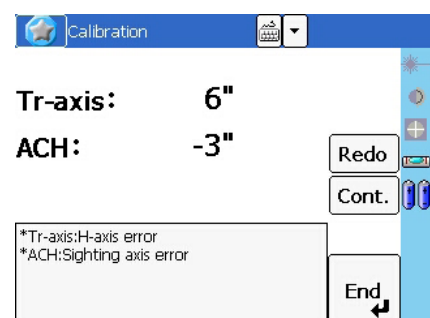 Calibration
Tr-axis: 6"
ACH: -3"
Redo
Cont.
*Tr-axis:H-axis error
*ACH:Sighting axis error
End